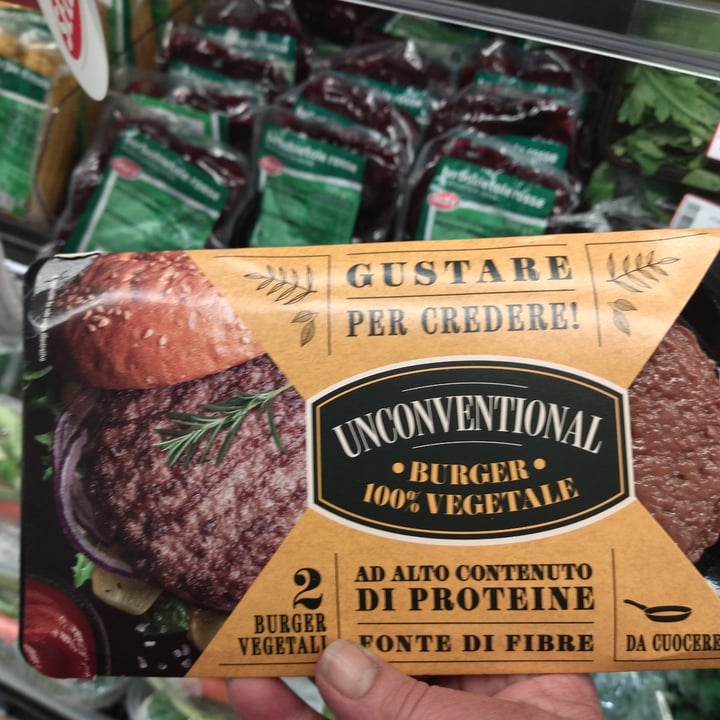 GUSTARE
PER CREDERE!
UNCONVENTIONAL
• BURGER •
100% VEGETALE
2
BURGER
VEGETALI
AD ALTO CONTENUTO
DI PROTEINE
FONTE DI FIBRE
DA CUOCERE